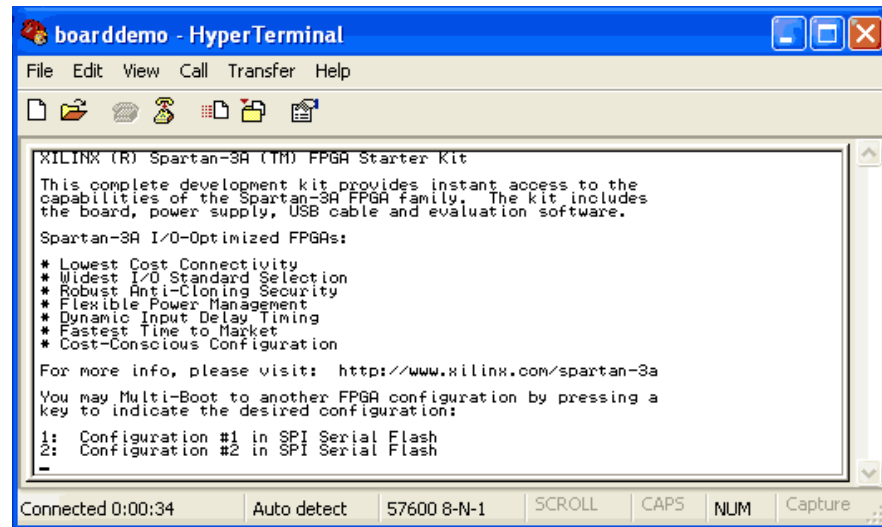 boarddemo - HyperTerminal
File Edit View Call Transfer Help
XILINX (R) Spartan-3A (TM) FPGA Starter Kit
This complete development kit provides instant access to the
capabilities of the Spartan-3A FPGA family.  The kit includes
the board, power supply, USB cable and evaluation software.
Spartan-3A I/O-Optimized FPGAs:
* Lowest Cost Connectivity
* Widest I/O Standard Selection
* Robust Anti-Cloning Security
* Flexible Power Management
* Dynamic Input Delay Timing
* Fastest Time to Market
* Cost-Conscious Configuration
For more info, please visit:  http://www.xilinx.com/spartan-3a
You may Multi-Boot to another FPGA configuration by pressing a
key to indicate the desired configuration:
1:  Configuration #1 in SPI Serial Flash
2:  Configuration #2 in SPI Serial Flash
Connected 0:00:34 Auto detect 57600 8-N-1 SCROLL CAPS NUM Capture